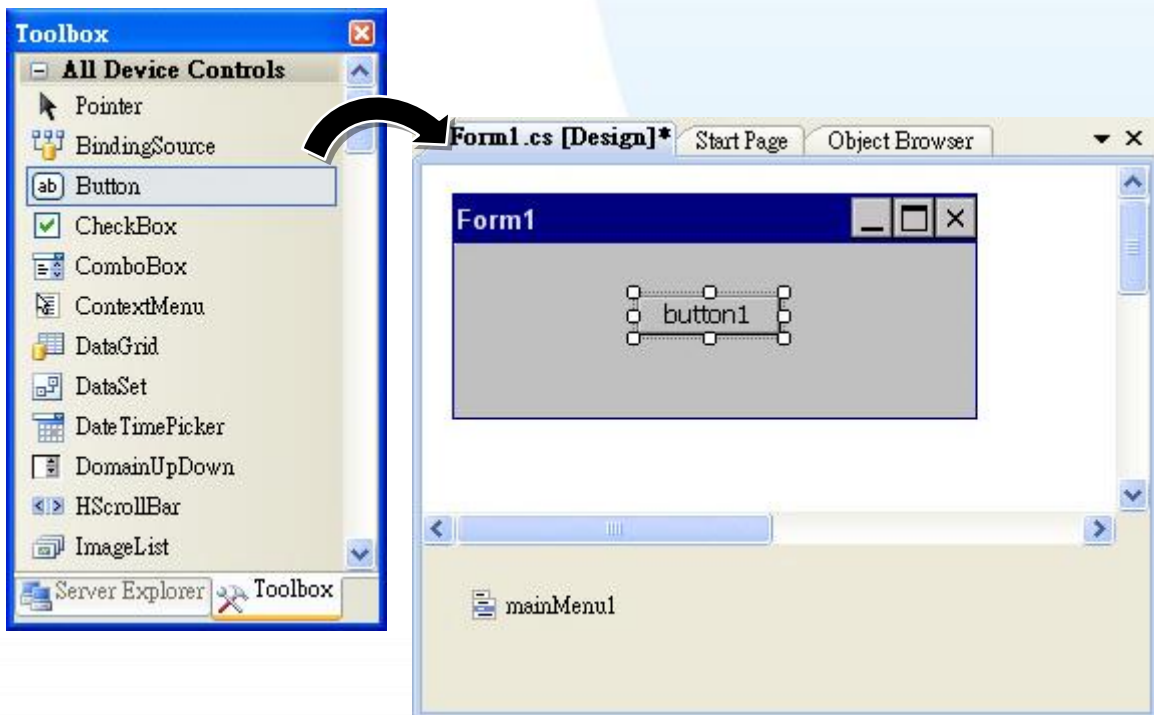 Toolbox
All Device Controls
Pointer
BindingSource
Button
CheckBox
ComboBox
ContextMenu
DataGrid
DataSet
DateTimePicker
DomainUpDown
HScrollBar
ImageList
Server Explorer Toolbox
Form1.cs [Design]* Start Page Object Browser
Form1
button1
mainMenu1